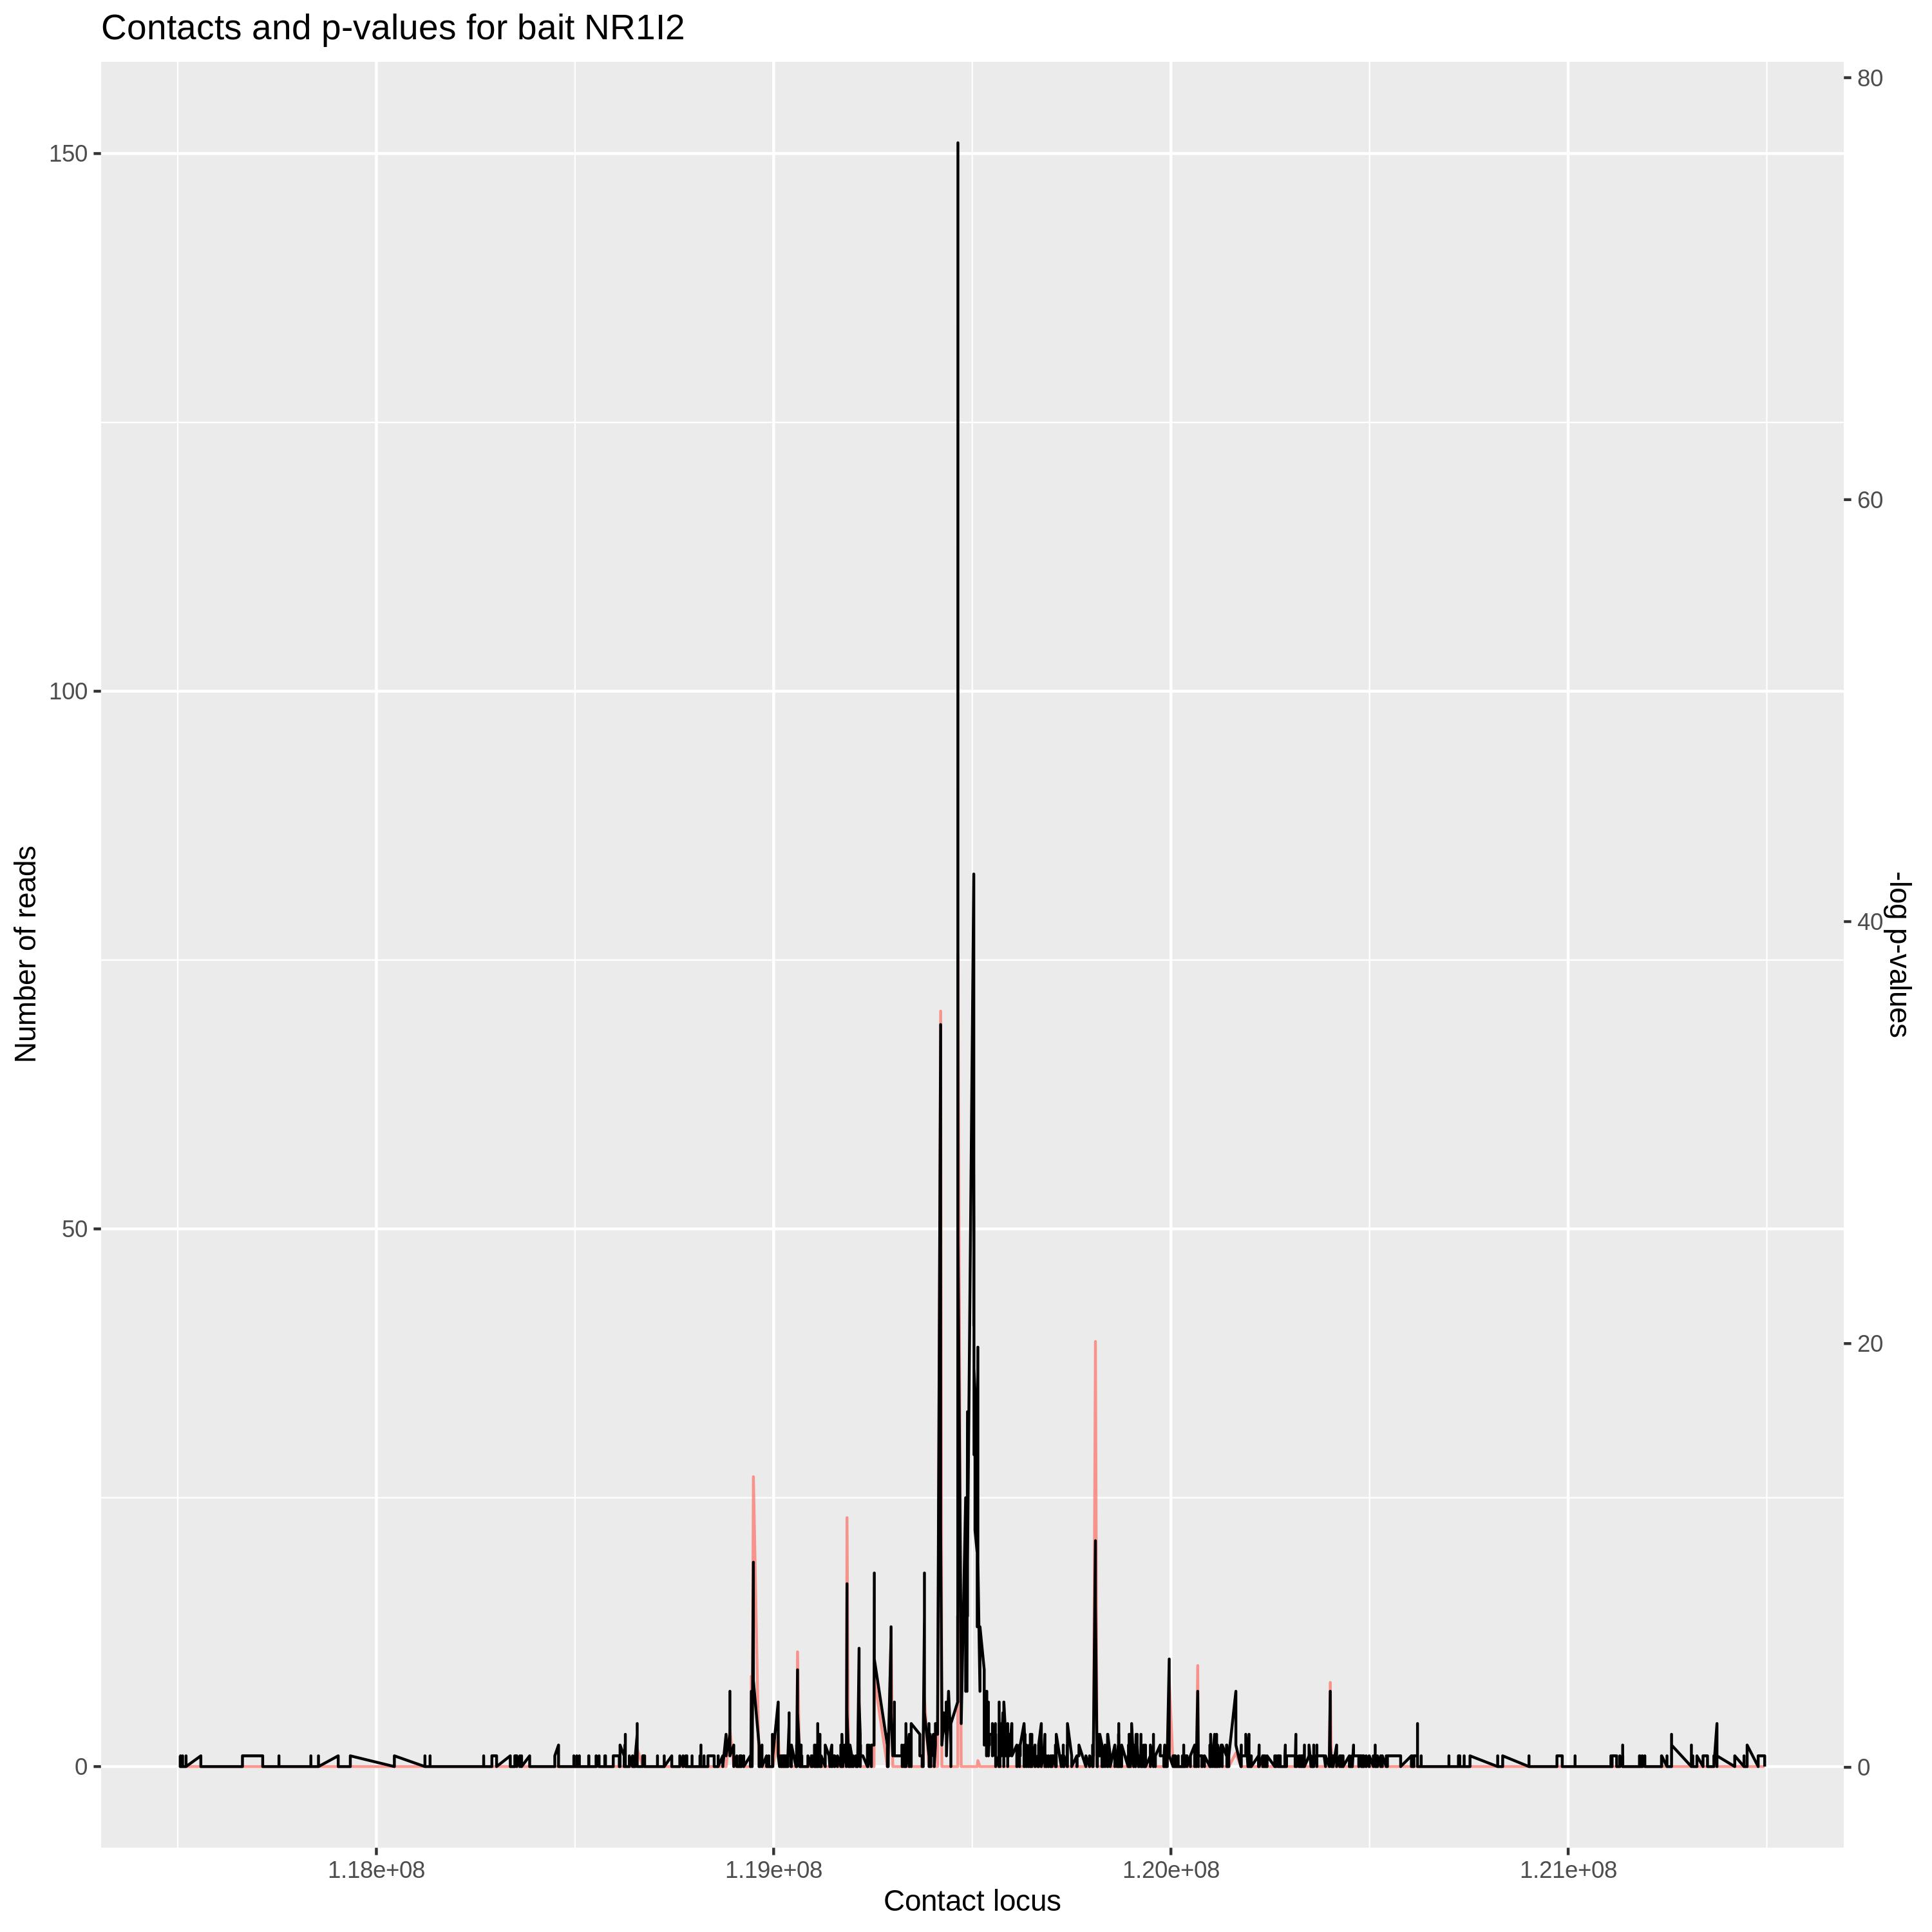 Contacts and p-values for bait NR1I2
150
100
50
0
80
60
40
20
0
Number of reads
-log p-values
1.18e+08
1.19e+08
1.20e+08
1.21e+08
Contact locus